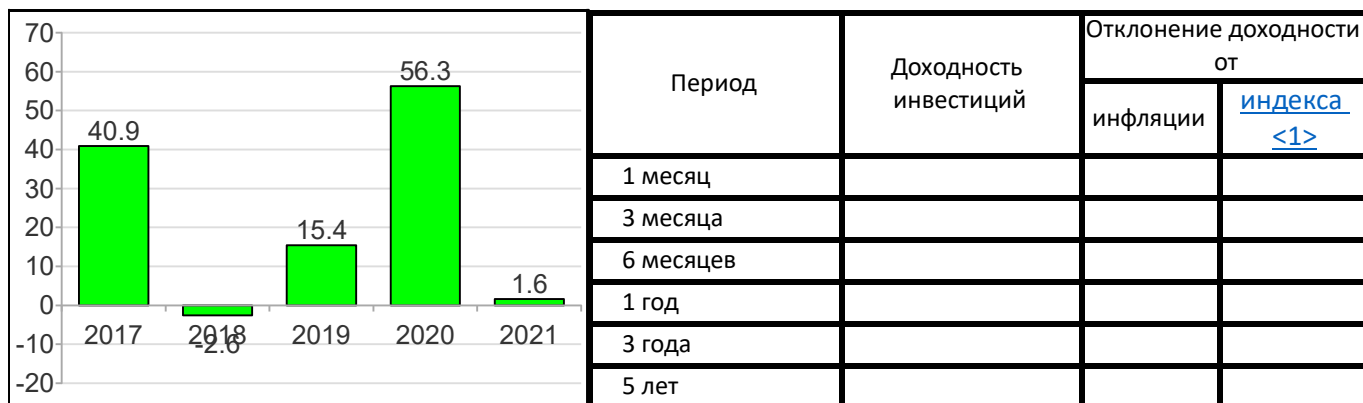 70
60
50
40
30
20
10
0
-10
-20
40.9
-2.6
15.4
56.3
1.6
2017 2018 2019 2020 2021
Период
Доходность
инвестиций
Отклонение доходности
от
инфляции
индекса
<1>
1 месяц
3 месяца
6 месяцев
1 год
3 года
5 лет